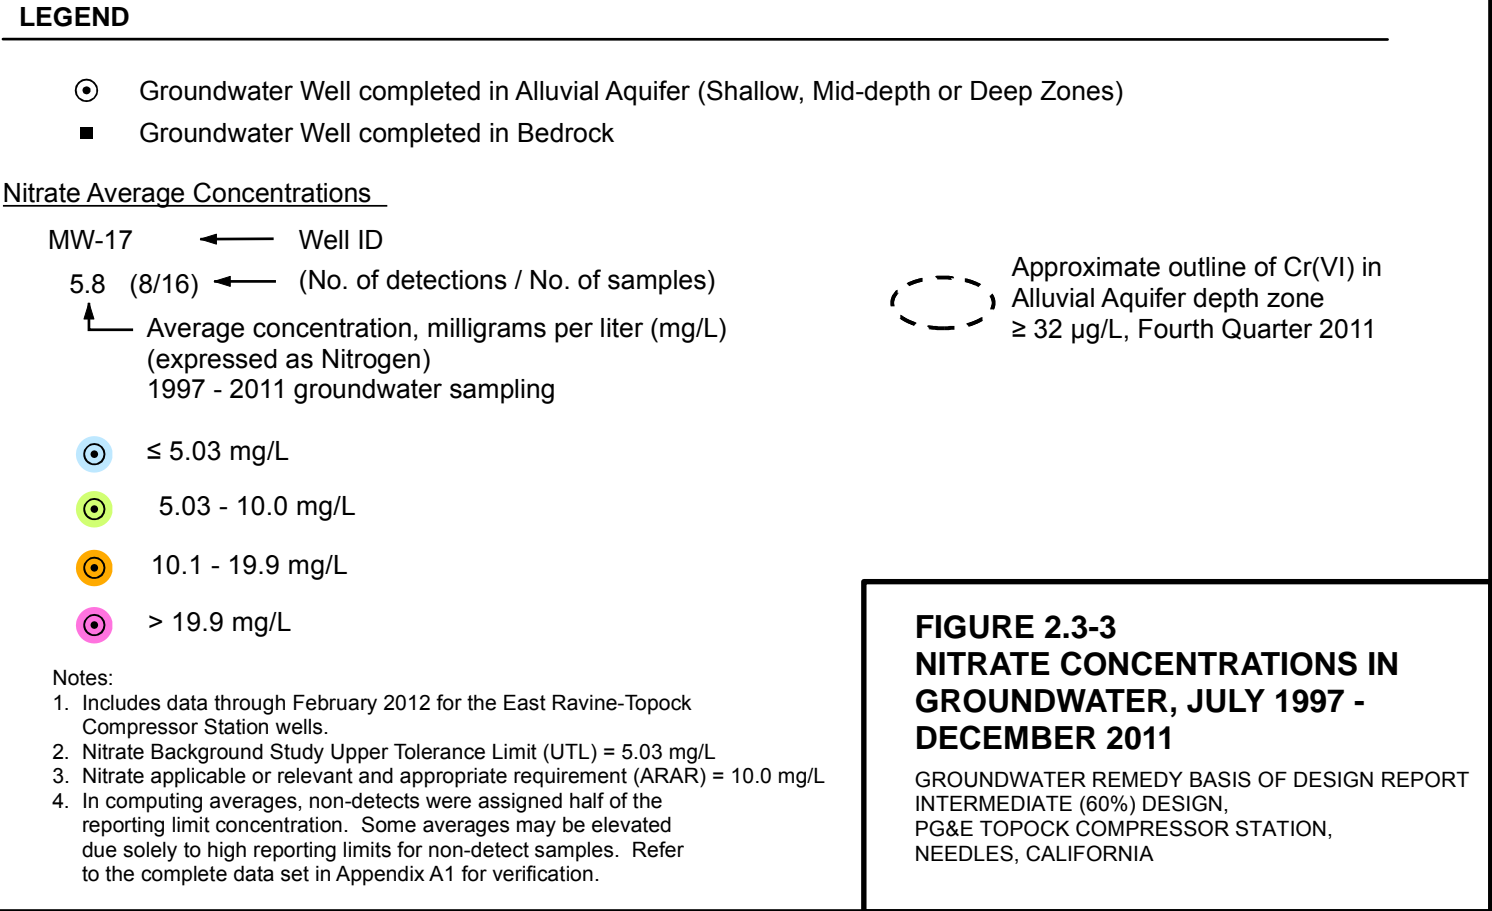 LEGEND
Groundwater Well completed in Alluvial Aquifer (Shallow, Mid-depth or Deep Zones)
Groundwater Well completed in Bedrock
Nitrate Average Concentrations
MW-17
Well ID
5.8 (8/16)
(No. of detections / No. of samples)
Average concentration, milligrams per liter (mg/L)
(expressed as Nitrogen)
1997 - 2011 groundwater sampling
Approximate outline of Cr(VI) in
Alluvial Aquifer depth zone
≥ 32 µg/L, Fourth Quarter 2011
≤ 5.03 mg/L
5.03 - 10.0 mg/L
10.1 - 19.9 mg/L
> 19.9 mg/L
Notes:
1. Includes data through February 2012 for the East Ravine-Topock
Compressor Station wells.
2. Nitrate Background Study Upper Tolerance Limit (UTL) = 5.03 mg/L
3. Nitrate applicable or relevant and appropriate requirement (ARAR) = 10.0 mg/L
4. In computing averages, non-detects were assigned half of the
reporting limit concentration. Some averages may be elevated
due solely to high reporting limits for non-detect samples. Refer
to the complete data set in Appendix A1 for verification.
FIGURE 2.3-3
NITRATE CONCENTRATIONS IN
GROUNDWATER, JULY 1997 -
DECEMBER 2011
GROUNDWATER REMEDY BASIS OF DESIGN REPORT
INTERMEDIATE (60%) DESIGN,
PG&E TOPOCK COMPRESSOR STATION,
NEEDLES, CALIFORNIA